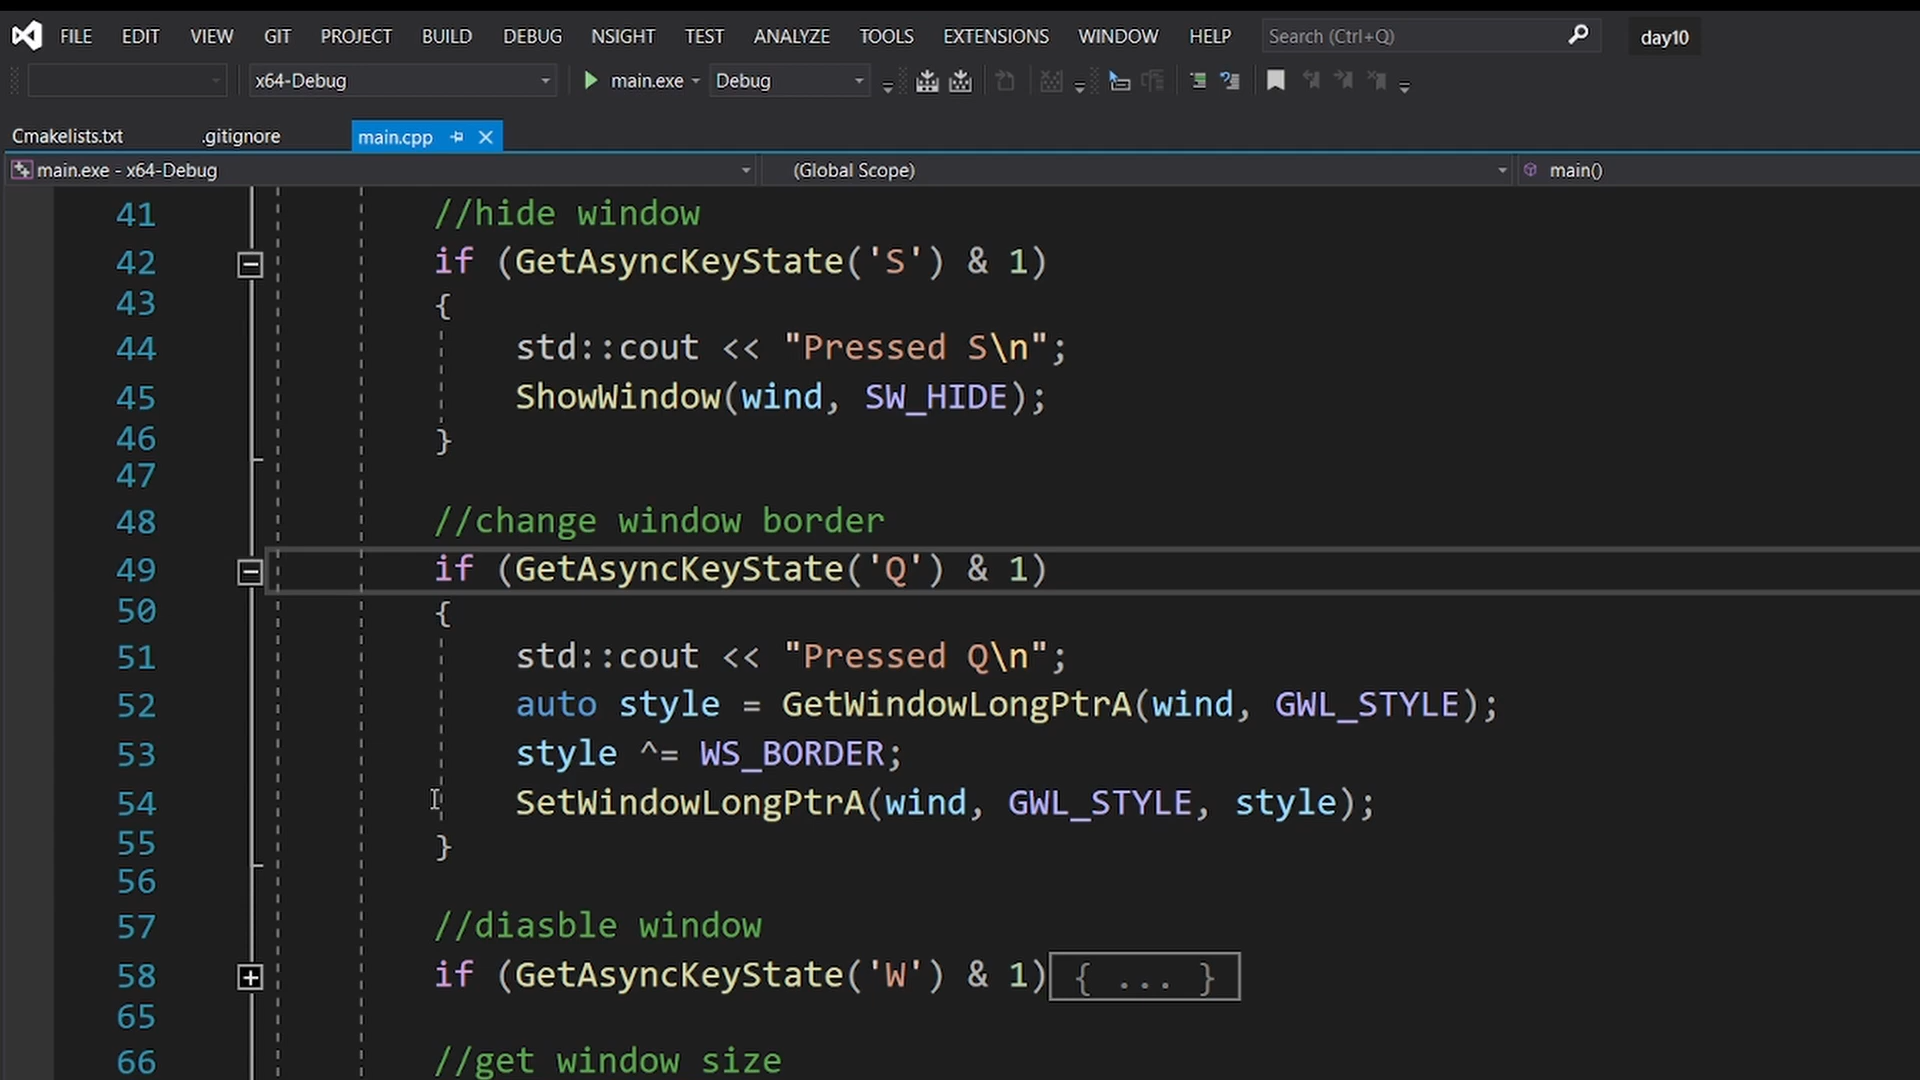 FILE EDIT VIEW GIT PROJECT BUILD DEBUG NSIGHT TEST ANALYZE TOOLS EXTENSIONS WINDOW HELP Search (Ctrl+Q) day10
x64-Debug main.exe Debug
Cmakelists.txt .gitignore main.cpp
main.exe - x64-Debug (Global Scope) main()
41 //hide window
42 if (GetAsyncKeyState('S') & 1)
43 {
44 std::cout << "Pressed S\n";
45 ShowWindow(wind, SW_HIDE);
46 }
47
48 //change window border
49 if (GetAsyncKeyState('Q') & 1)
50 {
51 std::cout << "Pressed Q\n";
52 auto style = GetWindowLongPtrA(wind, GWL_STYLE);
53 style ^= WS_BORDER;
54 SetWindowLongPtrA(wind, GWL_STYLE, style);
55 }
56
57 //diasble window
58 if (GetAsyncKeyState('W') & 1) { ... }
65
66 //get window size